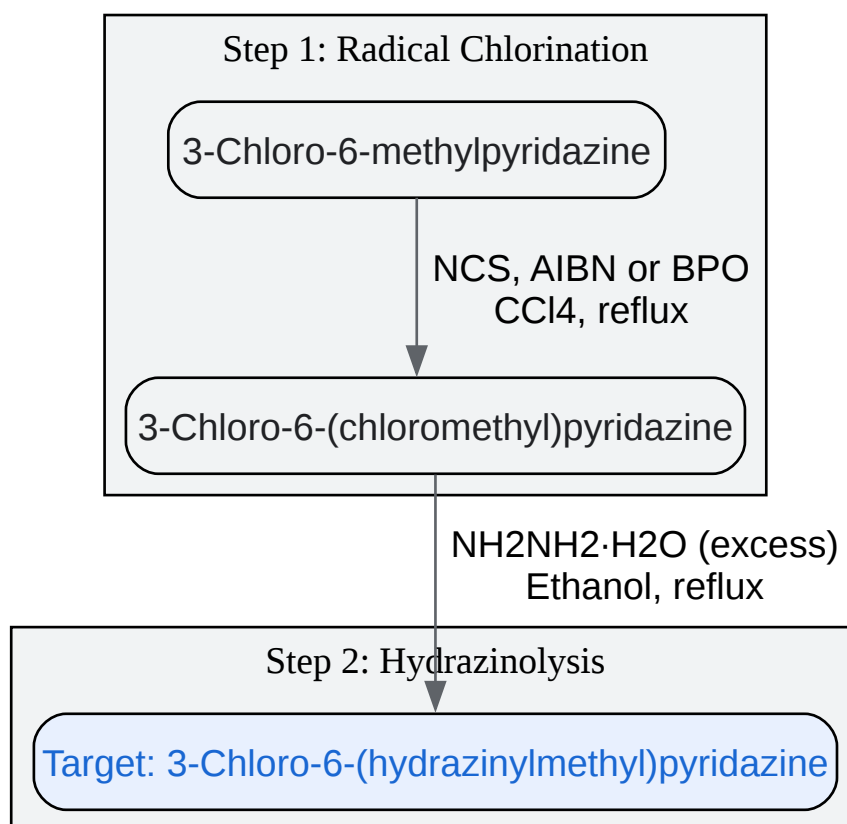 Step 1: Radical Chlorination
3-Chloro-6-methylpyridazine
NCS, AIBN or BPO
CCl4, reflux
3-Chloro-6-(chloromethyl)pyridazine
NH2NH2·H2O (excess)
Ethanol, reflux
Step 2: Hydrazinolysis
Target: 3-Chloro-6-(hydrazinylmethyl)pyridazine